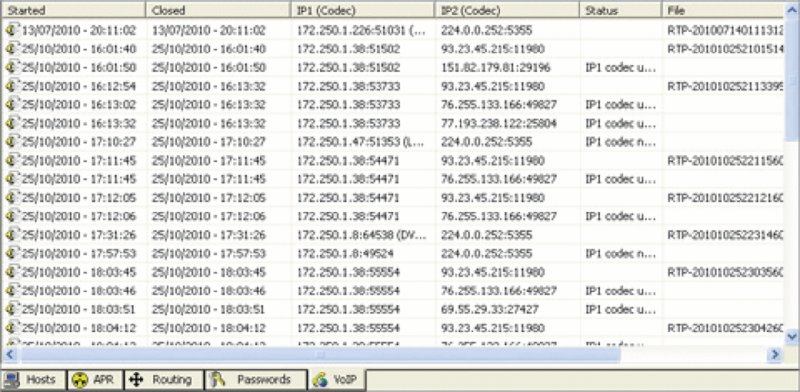 Started Closed IP1 (Codec) IP2 (Codec) Status File
13/07/2010 - 20:11:02 13/07/2010 - 20:11:02 172.250.1.226:51031 (... 224.0.0.252:5355 RTP-201007140111312
25/10/2010 - 16:01:40 25/10/2010 - 16:01:40 172.250.1.38:51502 93.23.45.215:11980 RTP-201010252101514
25/10/2010 - 16:01:50 25/10/2010 - 16:01:50 172.250.1.38:51502 151.82.179.81:29196 IP1 codec u...
25/10/2010 - 16:12:54 25/10/2010 - 16:13:32 172.250.1.38:53733 93.23.45.215:11980 RTP-201010252113395
25/10/2010 - 16:13:02 25/10/2010 - 16:13:32 172.250.1.38:53733 76.255.133.166:49827 IP1 codec u...
25/10/2010 - 16:13:32 25/10/2010 - 16:13:32 172.250.1.38:53733 77.193.238.122:25804 IP1 codec u...
25/10/2010 - 17:10:27 25/10/2010 - 17:10:27 172.250.1.47:51353 (L... 224.0.0.252:5355 IP1 codec n...
25/10/2010 - 17:11:45 25/10/2010 - 17:11:45 172.250.1.38:54471 93.23.45.215:11980 RTP-201010252211560
25/10/2010 - 17:11:45 25/10/2010 - 17:11:45 172.250.1.38:54471 76.255.133.166:49827 IP1 codec u...
25/10/2010 - 17:12:05 25/10/2010 - 17:12:06 172.250.1.38:54471 93.23.45.215:11980 RTP-201010252212160
25/10/2010 - 17:12:06 25/10/2010 - 17:12:06 172.250.1.38:54471 76.255.133.166:49827 IP1 codec u...
25/10/2010 - 17:31:26 25/10/2010 - 17:31:26 172.250.1.8:64538 (DV... 224.0.0.252:5355 RTP-201010252231460
25/10/2010 - 17:57:53 25/10/2010 - 17:57:53 172.250.1.8:49524 224.0.0.252:5355 IP1 codec n...
25/10/2010 - 18:03:45 25/10/2010 - 18:03:45 172.250.1.38:55554 93.23.45.215:11980 RTP-201010252303560
25/10/2010 - 18:03:46 25/10/2010 - 18:03:46 172.250.1.38:55554 76.255.133.166:49827 IP1 codec u...
25/10/2010 - 18:03:51 25/10/2010 - 18:03:51 172.250.1.38:55554 69.55.29.33:27427 IP1 codec u...
25/10/2010 - 18:04:12 25/10/2010 - 18:04:12 172.250.1.38:55554 93.23.45.215:11980 RTP-201010252304260
Hosts APR Routing Passwords VoIP